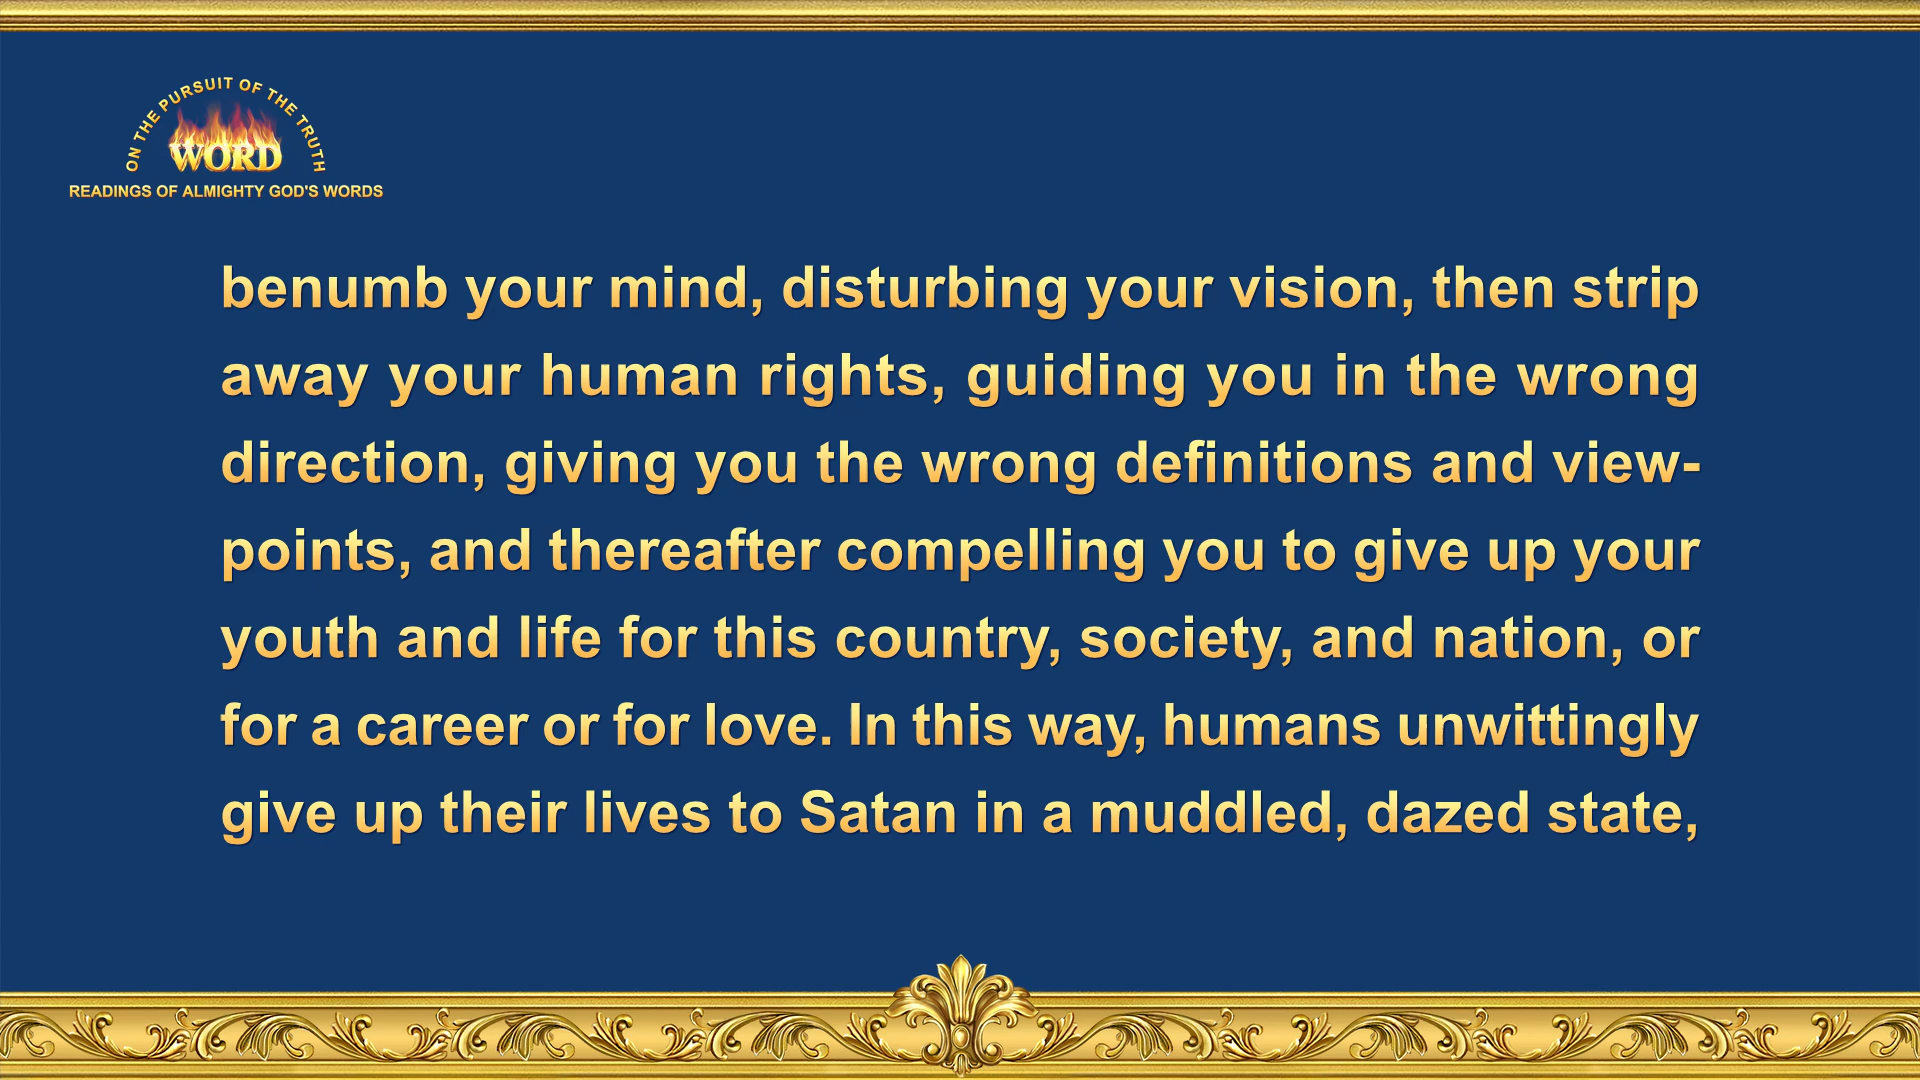 ON THE PURSUIT OF THE TRUTH
WORD
READINGS OF ALMIGHTY GOD'S WORDS
benumb your mind, disturbing your vision, then strip
away your human rights, guiding you in the wrong
direction, giving you the wrong definitions and view-
points, and thereafter compelling you to give up your
youth and life for this country, society, and nation, or
for a career or for love. In this way, humans unwittingly
give up their lives to Satan in a muddled, dazed state,